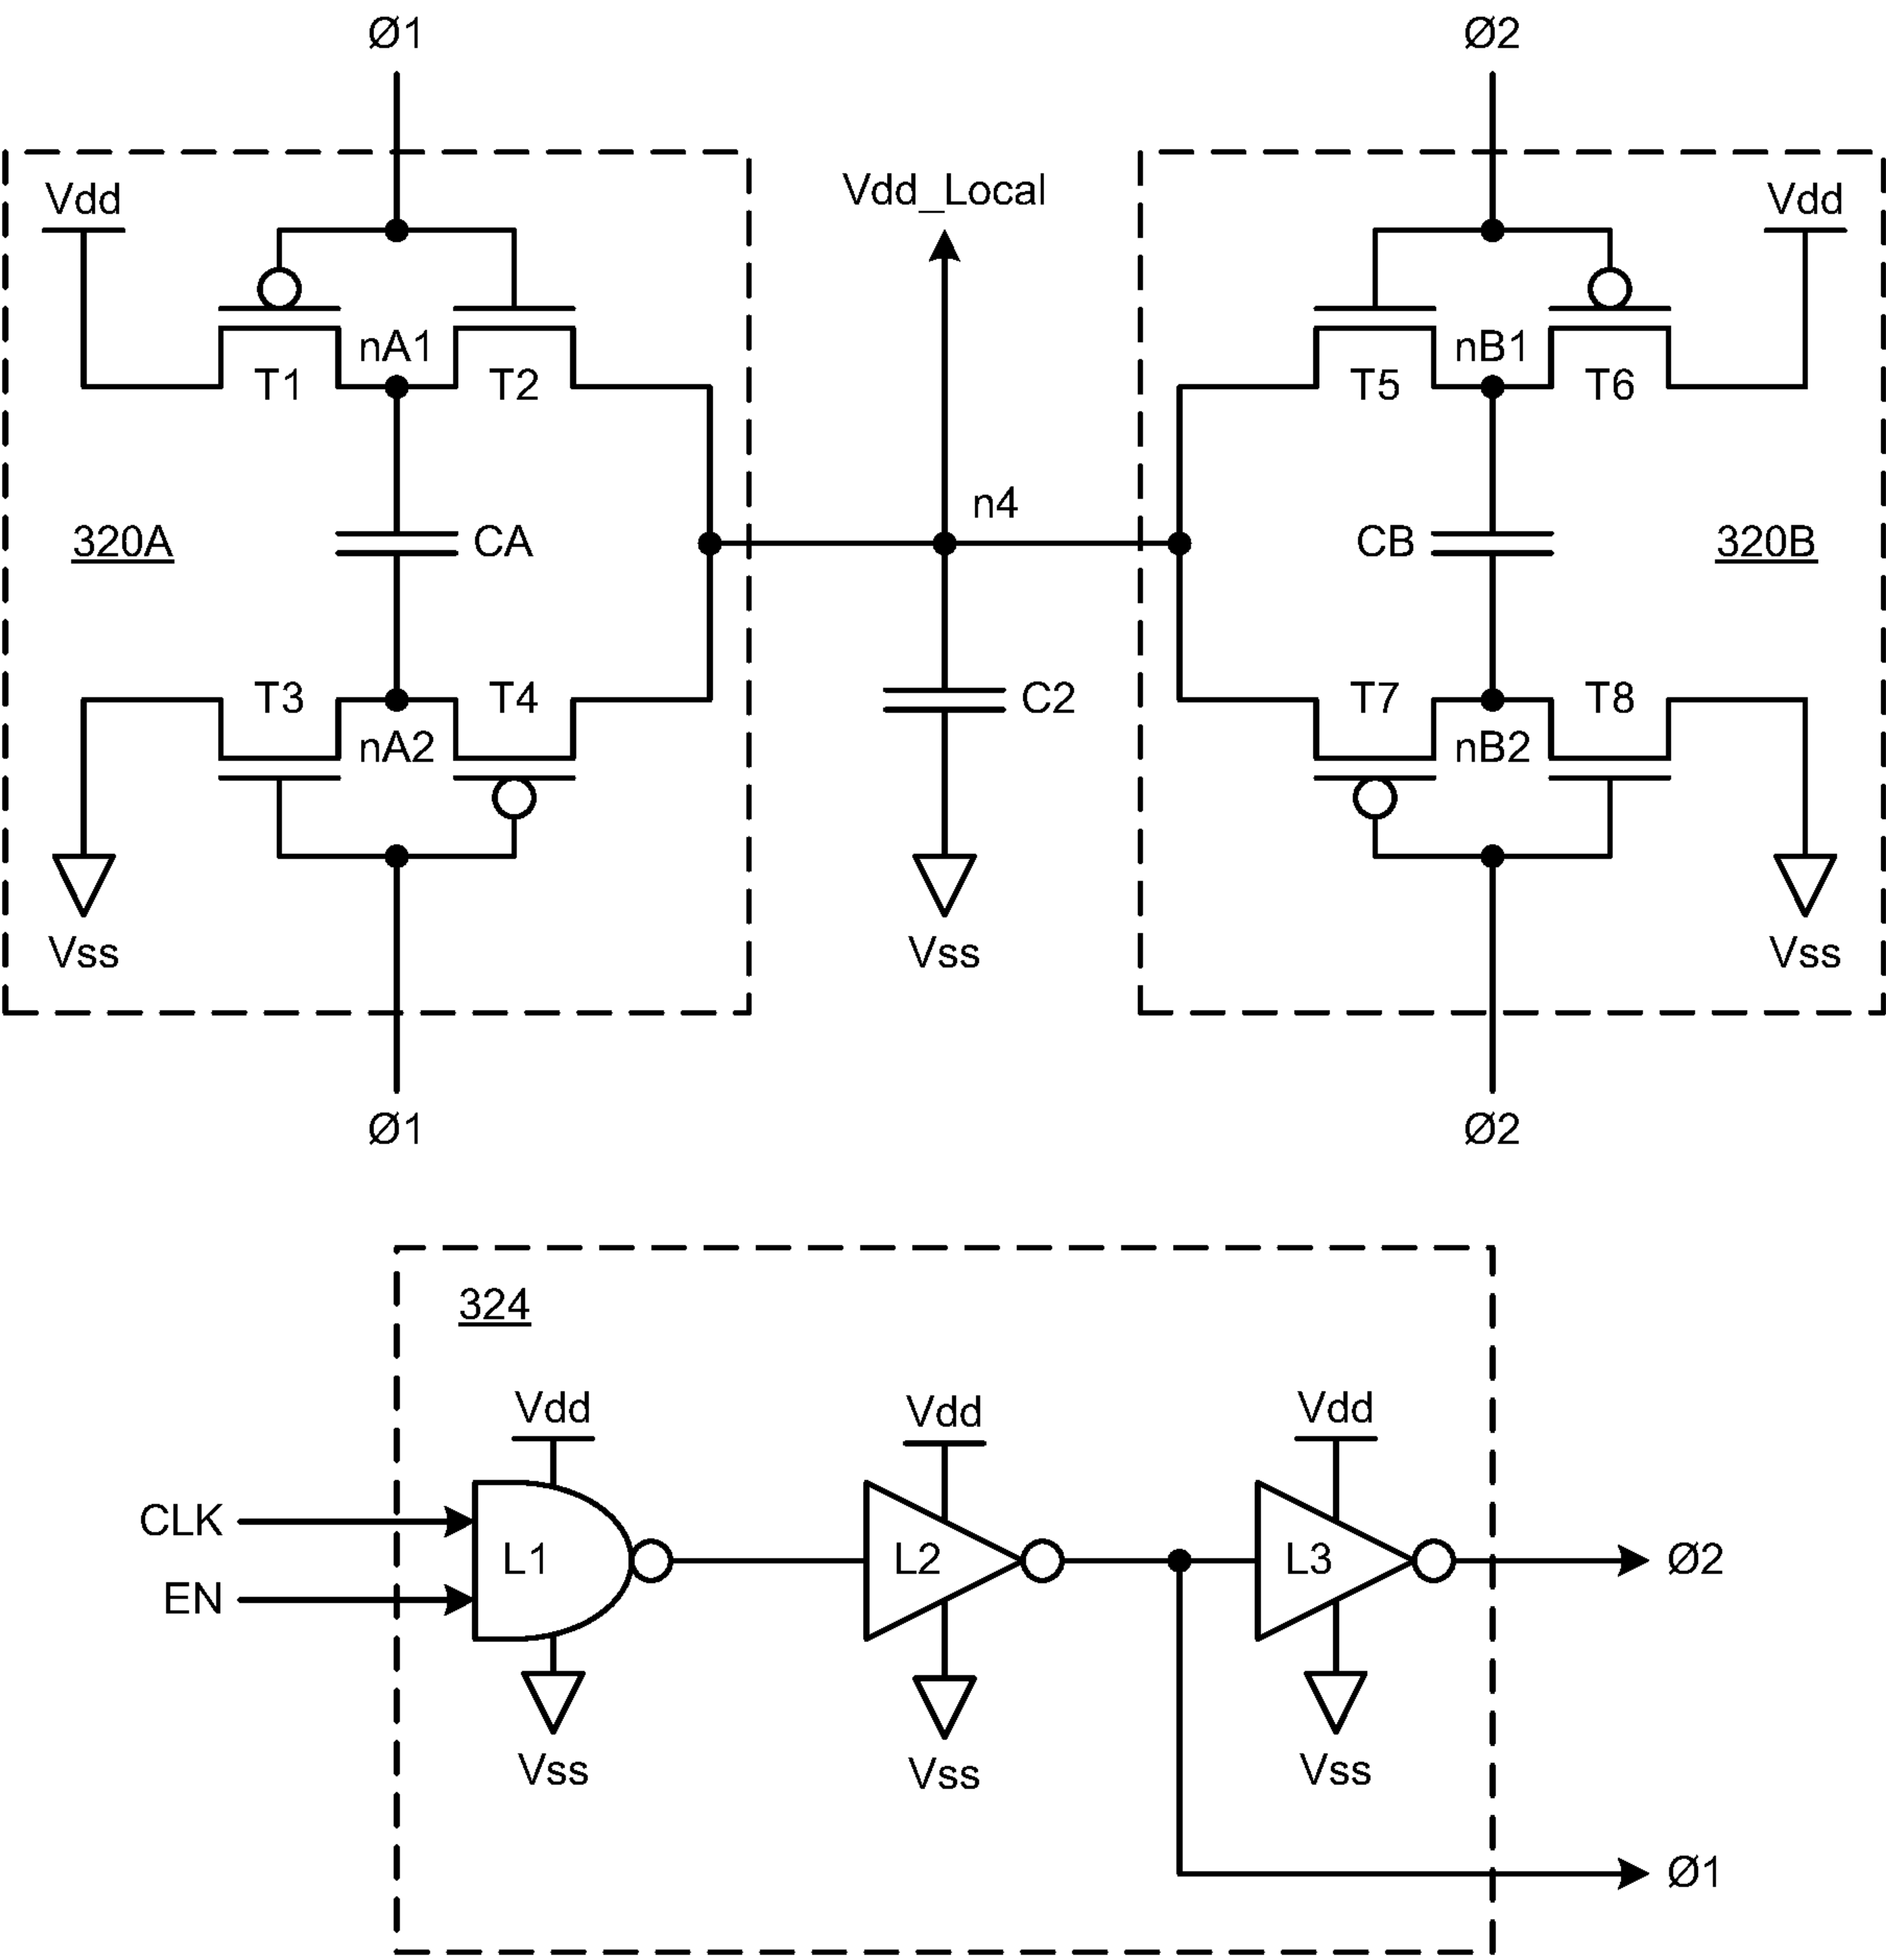 Ø1
Ø2
Vdd
Vdd_Local
Vdd
nA1
nB1
T1
T2
T5
T6
n4
320A
CA
CB
320B
T3
T4
C2
T7
T8
nA2
nB2
Vss
Vss
Vss
Ø1
Ø2
324
Vdd
Vdd
Vdd
CLK
L1
L2
L3
Ø2
EN
Vss
Vss
Vss
Ø1